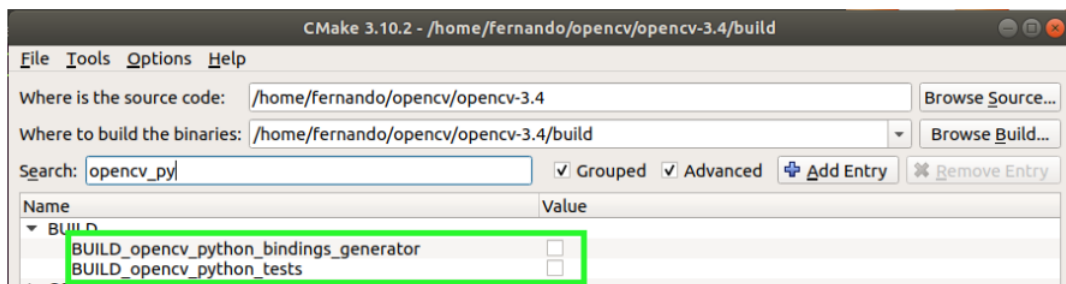 CMake 3.10.2 - /home/fernando/opencv/opencv-3.4/build
File Tools Options Help
Where is the source code: /home/fernando/opencv/opencv-3.4 Browse Source...
Where to build the binaries: /home/fernando/opencv/opencv-3.4/build Browse Build...
Search: opencv_py Grouped Advanced Add Entry Remove Entry
Name Value
BUILD
BUILD_opencv_python_bindings_generator
BUILD_opencv_python_tests